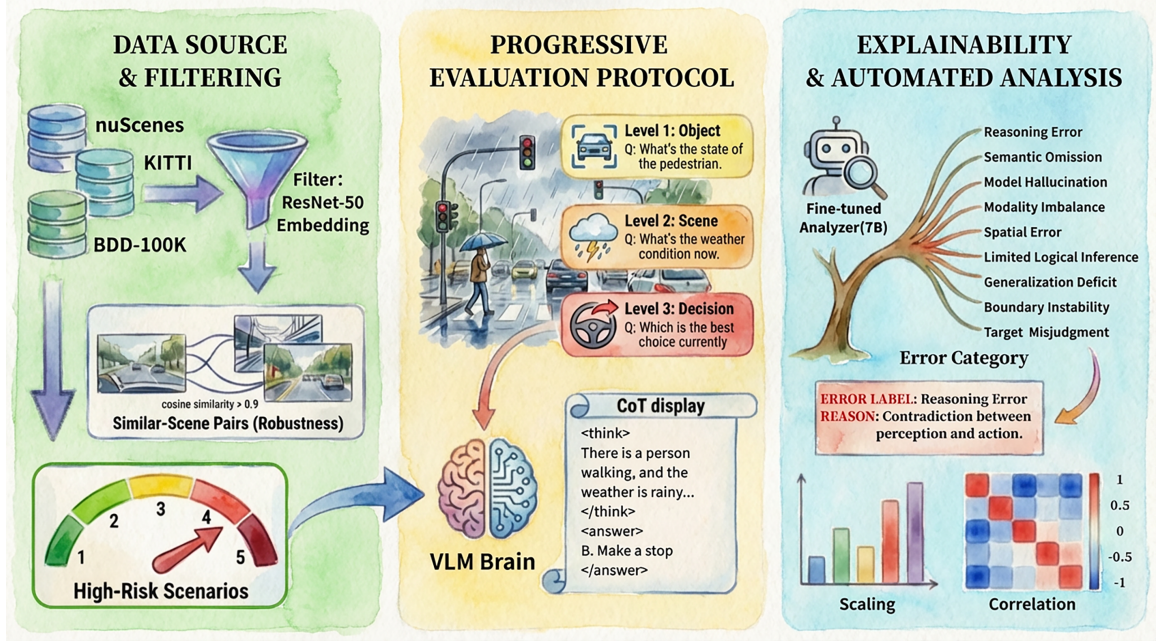 DATA SOURCE
& FILTERING
nuScenes
KITTI
BDD-100K
Filter:
ResNet-50
Embedding
cosine similarity > 0.9
Similar-Scene Pairs (Robustness)
1
2
3
4
5
High-Risk Scenarios
PROGRESSIVE
EVALUATION PROTOCOL
Level 1: Object
Q: What's the state of
the pedestrian.
Level 2: Scene
Q: What's the weather
condition now.
Level 3: Decision
Q: Which is the best
choice currently
VLM Brain
CoT display
<think>
There is a person
walking, and the
weather is rainy...
</think>
<answer>
B. Make a stop
</answer>
EXPLAINABILITY
& AUTOMATED ANALYSIS
Fine-tuned
Analyzer(7B)
Reasoning Error
Semantic Omission
Model Hallucination
Modality Imbalance
Spatial Error
Limited Logical Inference
Generalization Deficit
Boundary Instability
Target Misjudgment
Error Category
ERROR LABEL: Reasoning Error
REASON: Contradiction between
perception and action.
Scaling
1
0.5
0
-0.5
-1
Correlation